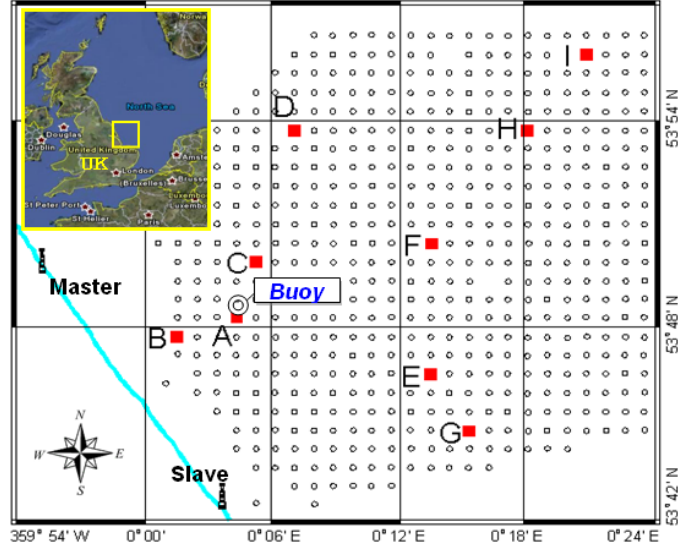 North Sea
Douglas
Dublin
United Kingdom
UK
Amste
London
(Bruxelles)
Brusse
Luxembou
St Peter Port
Luxembo
St Helier
Paris
I
D
H
53° 54' N
F
C
Master
Buoy
A
B
53° 48' N
E
G
N
W
E
S
Slave
53° 42' N
359° 54' W
0° 00'
0° 06' E
0° 12' E
0° 18' E
0° 24' E